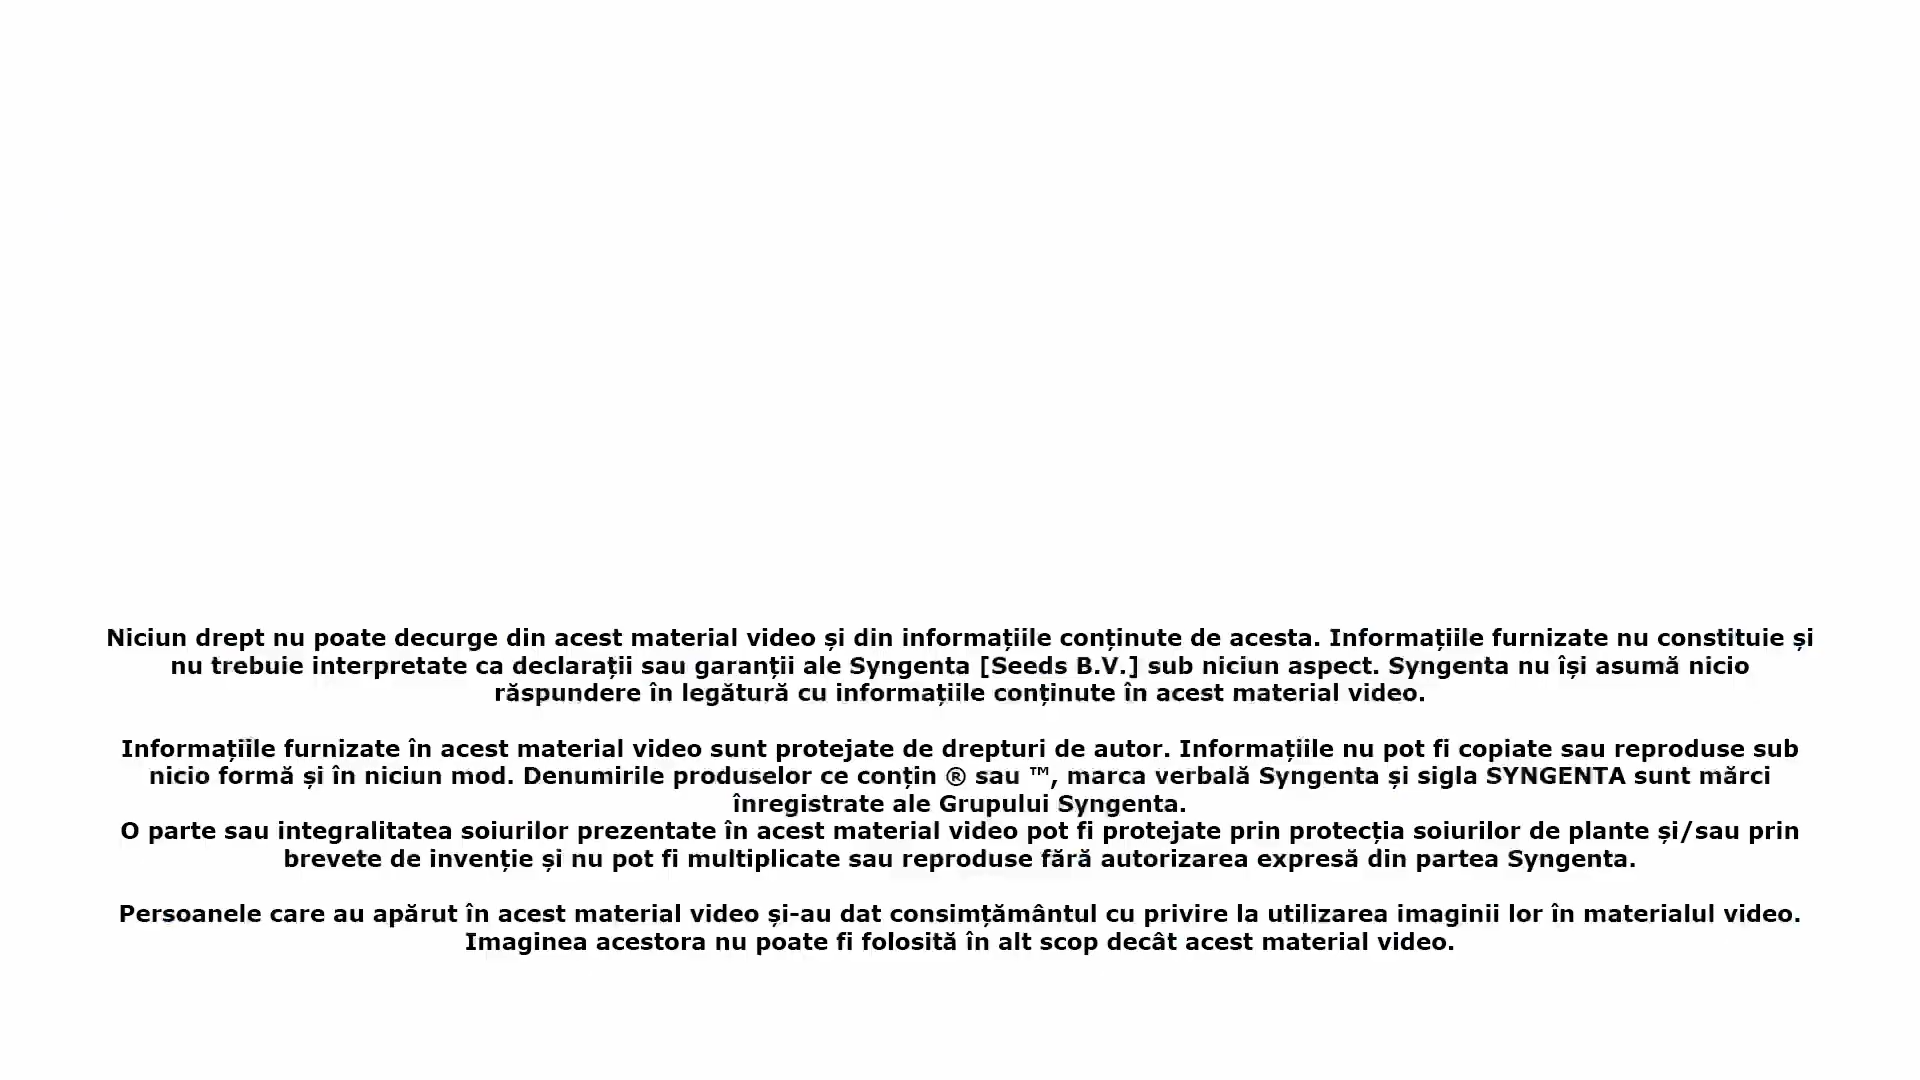 Niciun drept nu poate decurge din acest material video și din informațiile conținute de acesta. Informațiile furnizate nu constituie și
nu trebuie interpretate ca declarații sau garanții ale Syngenta [Seeds B.V.] sub niciun aspect. Syngenta nu își asumă nicio
răspundere în legătură cu informațiile conținute în acest material video.
Informațiile furnizate în acest material video sunt protejate de drepturi de autor. Informațiile nu pot fi copiate sau reproduse sub
nicio formă și în niciun mod. Denumirile produselor ce conțin ® sau ™, marca verbală Syngenta și sigla SYNGENTA sunt mărci
înregistrate ale Grupului Syngenta.
O parte sau integralitatea soiurilor prezentate în acest material video pot fi protejate prin protecția soiurilor de plante și/sau prin
brevete de invenție și nu pot fi multiplicate sau reproduse fără autorizarea expresă din partea Syngenta.
Persoanele care au apărut în acest material video și-au dat consimțământul cu privire la utilizarea imaginii lor în materialul video.
Imaginea acestora nu poate fi folosită în alt scop decât acest material video.